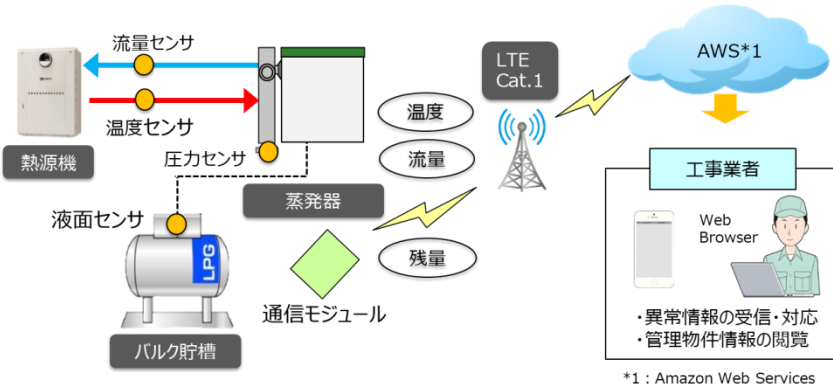 流量センサ
温度センサ
熱源機
圧力センサ
蒸発器
液面センサ
LPG
バルク貯槽
通信モジュール
温度
流量
残量
LTE
Cat.1
AWS*1
工事業者
Web
Browser
・異常情報の受信・対応
・管理物件情報の閲覧
*1：Amazon Web Services